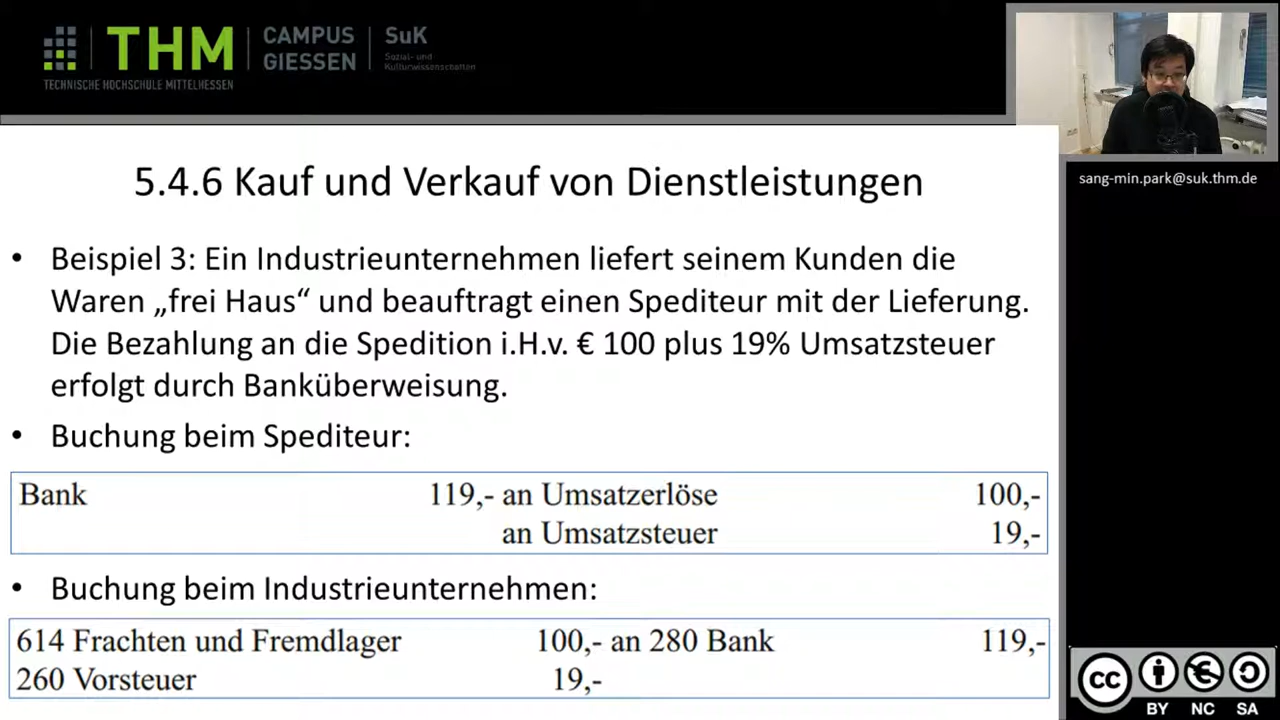 THM
CAMPUS
GIESSEN
SuK
Sozial- und
Kulturwissenschaften
TECHNISCHE HOCHSCHULE MITTELHESSEN
sang-min.park@suk.thm.de
5.4.6 Kauf und Verkauf von Dienstleistungen
• Beispiel 3: Ein Industrieunternehmen liefert seinem Kunden die
Waren „frei Haus“ und beauftragt einen Spediteur mit der Lieferung.
Die Bezahlung an die Spedition i.H.v. € 100 plus 19% Umsatzsteuer
erfolgt durch Banküberweisung.
• Buchung beim Spediteur:
Bank 119,- an Umsatzerlöse 100,-
an Umsatzsteuer 19,-
• Buchung beim Industrieunternehmen:
614 Frachten und Fremdlager 100,- an 280 Bank 119,-
260 Vorsteuer 19,-
cc
BY NC SA